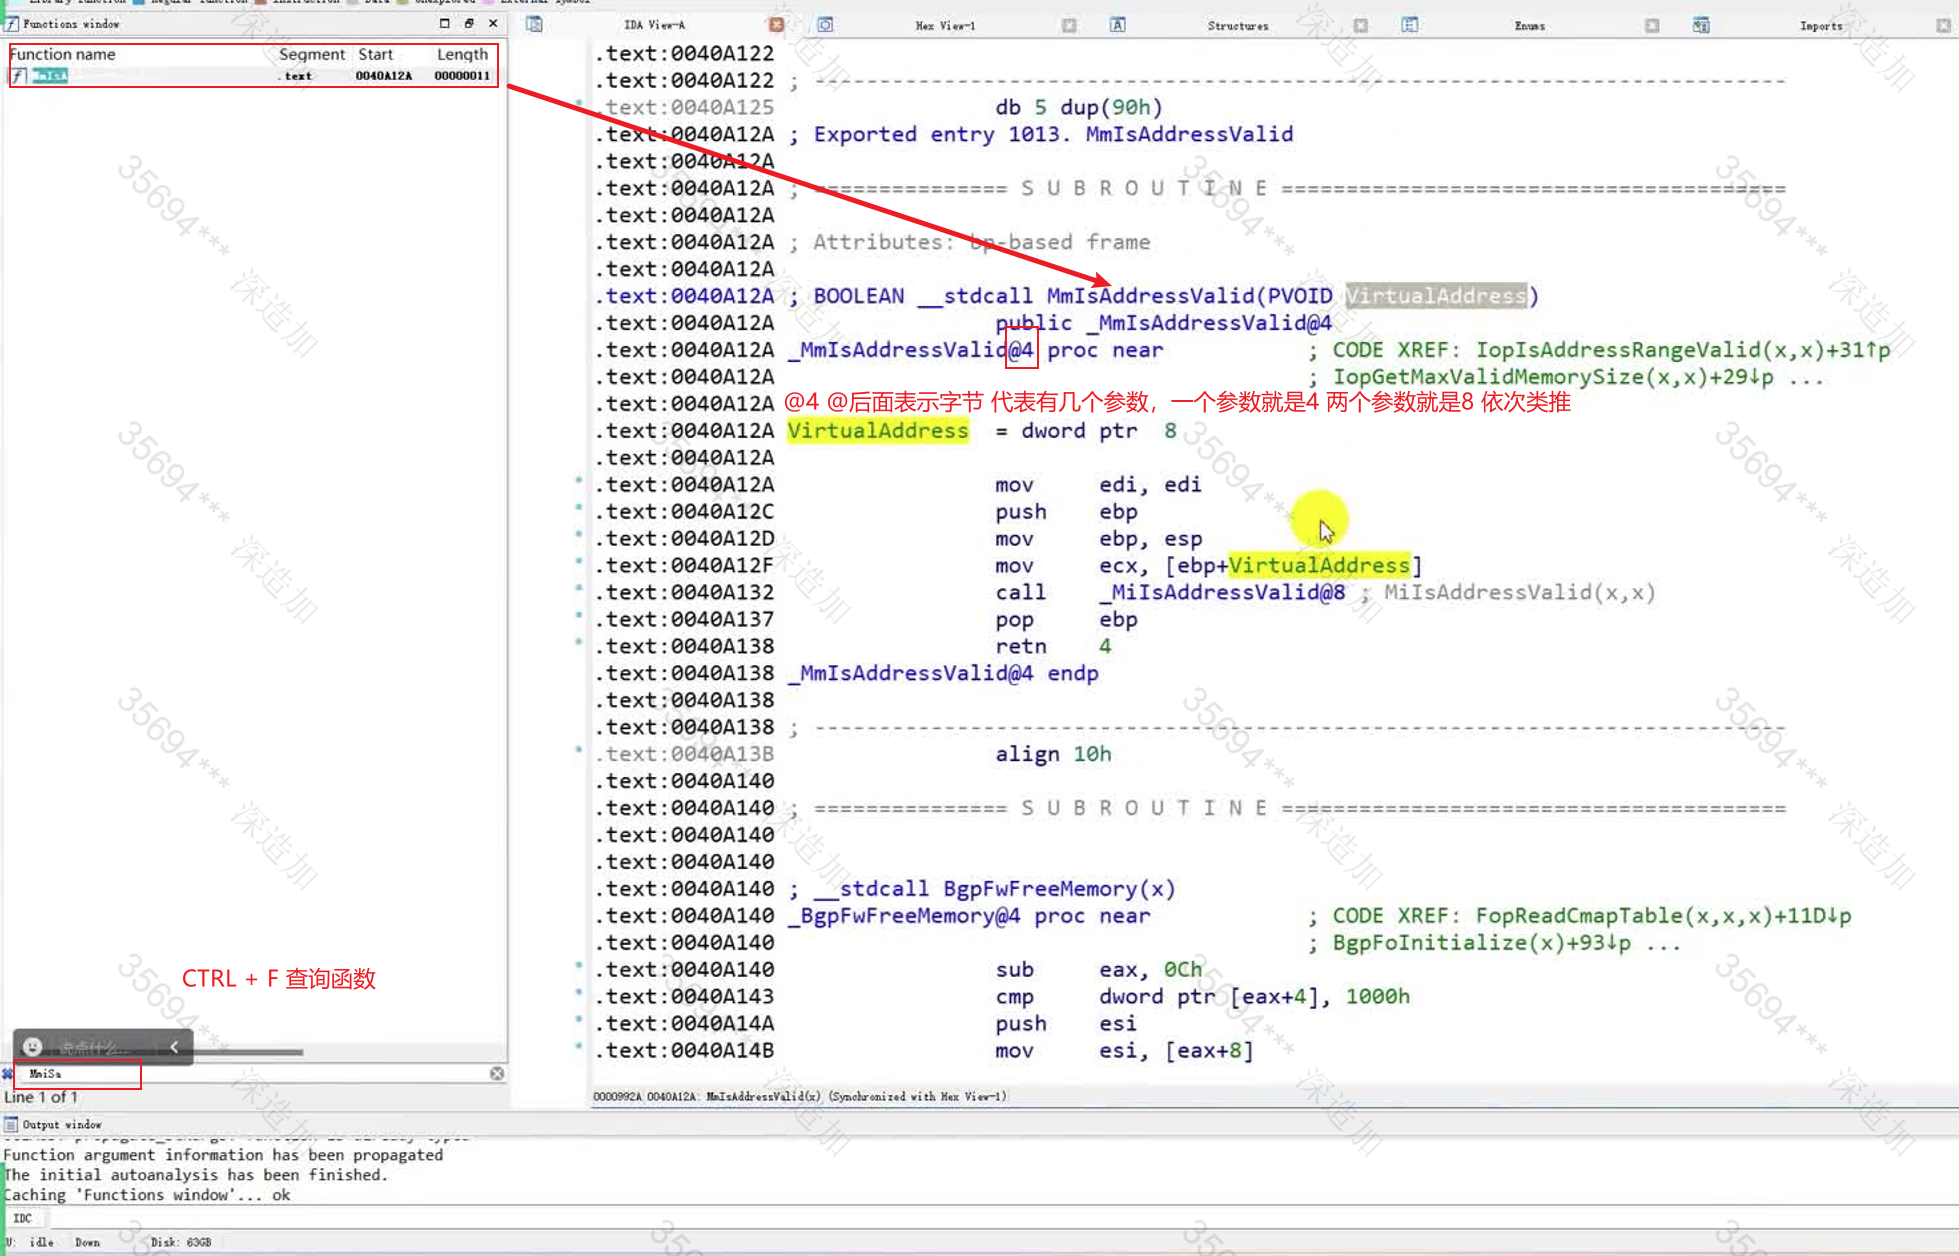 Functions window
IDA View-A
Hex View-1
Structures
Enums
Imports
Function name Segment Start Length
MmIsA .text 0040A12A 00000011
.text:0040A122
.text:0040A122 ; ---------------------------------------------------------------------------
.text:0040A125 db 5 dup(90h)
.text:0040A12A ; Exported entry 1013. MmIsAddressValid
.text:0040A12A
.text:0040A12A ; =============== S U B R O U T I N E =======================================
.text:0040A12A
.text:0040A12A ; Attributes: bp-based frame
.text:0040A12A
.text:0040A12A ; BOOLEAN __stdcall MmIsAddressValid(PVOID VirtualAddress)
.text:0040A12A public _MmIsAddressValid@4
.text:0040A12A _MmIsAddressValid@4 proc near ; CODE XREF: IopIsAddressRangeValid(x,x)+31↑p
.text:0040A12A ; IopGetMaxValidMemorySize(x,x)+29↓p ...
.text:0040A12A @4 @后面表示字节 代表有几个参数，一个参数就是4 两个参数就是8 依次类推
.text:0040A12A VirtualAddress = dword ptr 8
.text:0040A12A
.text:0040A12A mov edi, edi
.text:0040A12C push ebp
.text:0040A12D mov ebp, esp
.text:0040A12F mov ecx, [ebp+VirtualAddress]
.text:0040A132 call _MiIsAddressValid@8 ; MiIsAddressValid(x,x)
.text:0040A137 pop ebp
.text:0040A138 retn 4
.text:0040A138 _MmIsAddressValid@4 endp
.text:0040A138
.text:0040A138 ; ---------------------------------------------------------------------------
.text:0040A13B align 10h
.text:0040A140
.text:0040A140 ; =============== S U B R O U T I N E =======================================
.text:0040A140
.text:0040A140
.text:0040A140 ; __stdcall BgpFwFreeMemory(x)
.text:0040A140 _BgpFwFreeMemory@4 proc near ; CODE XREF: FopReadCmapTable(x,x,x)+11D↓p
.text:0040A140 ; BgpFoInitialize(x)+93↓p ...
.text:0040A140 sub eax, 0Ch
.text:0040A143 cmp dword ptr [eax+4], 1000h
.text:0040A14A push esi
.text:0040A14B mov esi, [eax+8]
CTRL + F 查询函数
说点什么...
MmiSa
Line 1 of 1
0000992A 0040A12A: MmIsAddressValid(x) (Synchronized with Hex View-1)
Output window
Function argument information has been propagated
The initial autoanalysis has been finished.
Caching 'Functions window'... ok
IDC
U: idle Down Disk: 63GB
35694*** 深造加